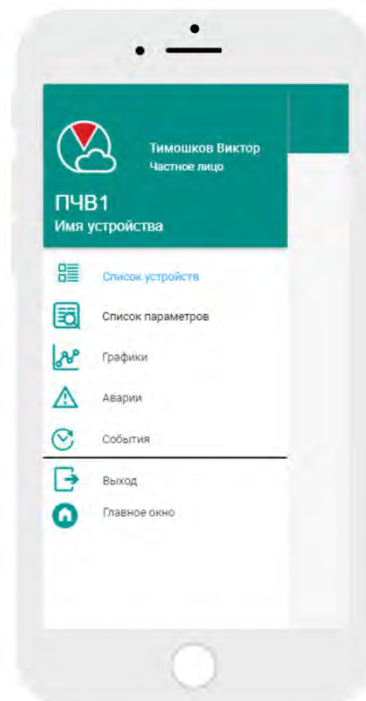 Тимошков Виктор
Частное лицо
ПЧВ1
Имя устройства
Список устройств
Список параметров
Графики
Аварии
События
Выход
Главное окно